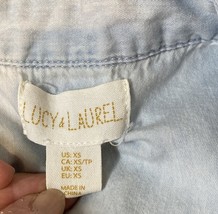 LUCY & LAUREL
US: XS
CA: XS/TP
UK: XS
EU: XS
MADE IN
CHINA